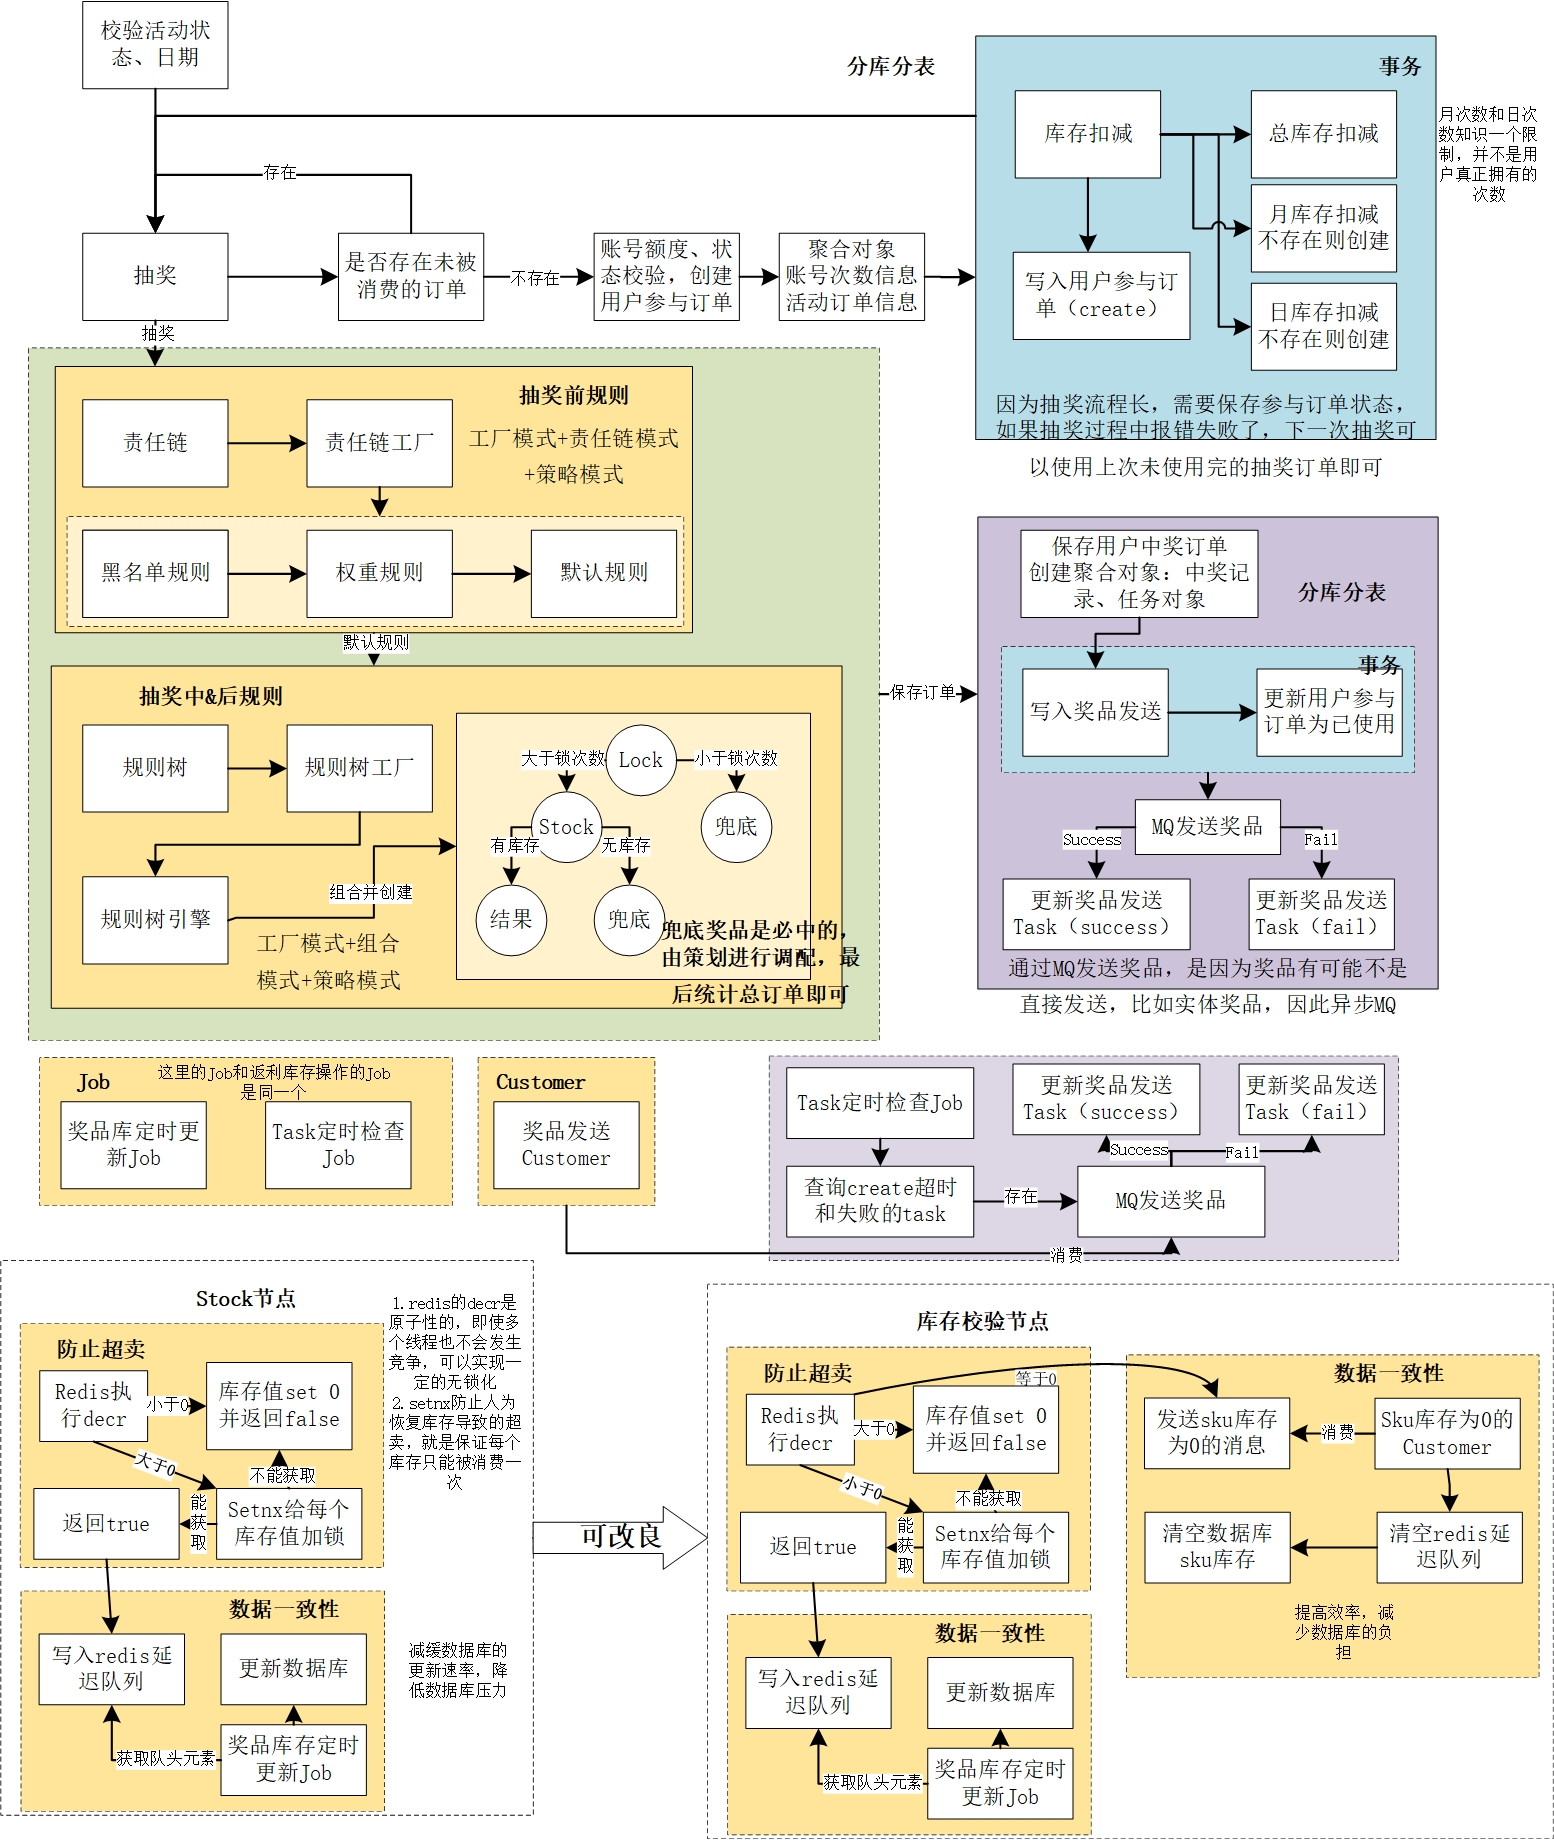 校验活动状
态、日期
分库分表
事务
库存扣减
总库存扣减
月库存扣减
不存在则创建
日库存扣减
不存在则创建
写入用户参与订
单（create）
月次数和日次
数知识一个限
制，并不是用
户真正拥有的
次数
因为抽奖流程长，需要保存参与订单状态，
如果抽奖过程中报错失败了，下一次抽奖可
以使用上次未使用完的抽奖订单即可
存在
抽奖
是否存在未被
消费的订单
不存在
账号额度、状
态校验，创建
用户参与订单
聚合对象
账号次数信息
活动订单信息
抽奖
抽奖前规则
责任链
责任链工厂
工厂模式+责任链模式
+策略模式
黑名单规则
权重规则
默认规则
默认规则
抽奖中&后规则
规则树
规则树工厂
规则树引擎
组合并创建
工厂模式+组合
模式+策略模式
大于锁次数
Lock
小于锁次数
Stock
兜底
有库存
无库存
结果
兜底
兜底奖品是必中的，
由策划进行调配，最
后统计总订单即可
保存订单
保存用户中奖订单
创建聚合对象：中奖记
录、任务对象
分库分表
事务
写入奖品发送
更新用户参与
订单为已使用
MQ发送奖品
Success
Fail
更新奖品发送
Task（success）
更新奖品发送
Task（fail）
通过MQ发送奖品，是因为奖品有可能不是
直接发送，比如实体奖品，因此异步MQ
Job
这里的Job和返利库存操作的Job
是同一个
奖品库定时更
新Job
Task定时检查
Job
Customer
奖品发送
Customer
Task定时检查Job
更新奖品发送
Task（success）
更新奖品发送
Task（fail）
Success
Fail
查询create超时
和失败的task
存在
MQ发送奖品
消费
Stock节点
防止超卖
Redis执
行decr
小于0
库存值set 0
并返回false
大于0
不能获取
返回true
能
获
取
Setnx给每个
库存值加锁
1.redis的decr是
原子性的，即使多
个线程也不会发生
竞争，可以实现一
定的无锁化
2.setnx防止人为
恢复库存导致的超
卖，就是保证每个
库存只能被消费一
次
数据一致性
写入redis延
迟队列
更新数据库
获取队头元素
奖品库存定时
更新Job
减缓数据库的
更新速率，降
低数据库压力
可改良
库存校验节点
防止超卖
等于0
Redis执
行decr
大于0
库存值set 0
并返回false
小于0
不能获取
返回true
能
获
取
Setnx给每个
库存值加锁
数据一致性
写入redis延
迟队列
更新数据库
获取队头元素
奖品库存定时
更新Job
数据一致性
发送sku库存
为0的消息
消费
Sku库存为0的
Customer
清空数据库
sku库存
清空redis延
迟队列
提高效率，减
少数据库的负
担